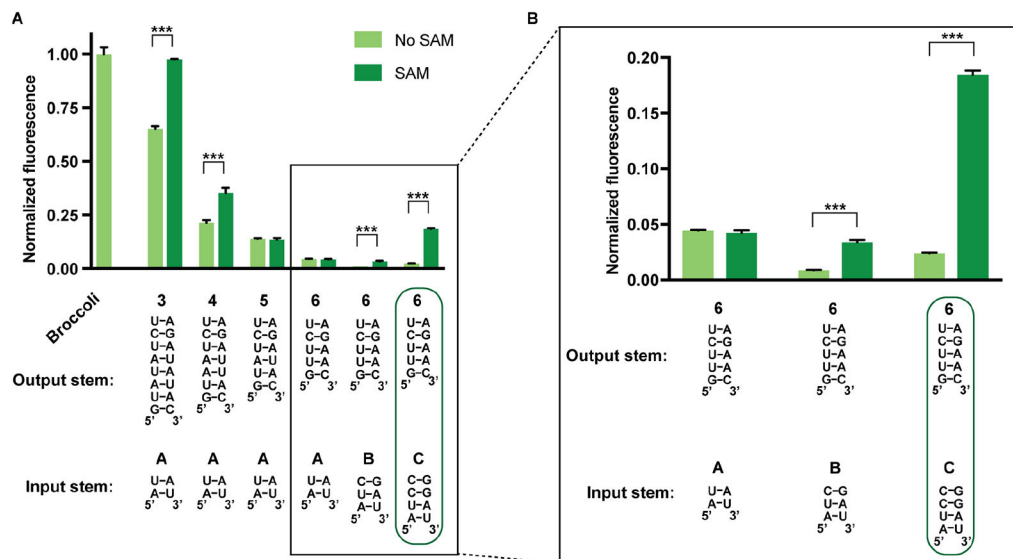 A
Normalized fluorescence
1.00
0.75
0.50
0.25
0.00
***
***
***
***
No SAM
SAM
Broccoli
3
4
5
6
6
6
Output stem:
U–A
C–G
U–A
A–U
A–U
U–A
U–A
G–C
5' 3'
U–A
C–G
U–A
A–U
A–U
U–A
G–C
5' 3'
U–A
C–G
U–A
A–U
U–A
G–C
5' 3'
U–A
C–G
U–A
U–A
G–C
5' 3'
U–A
C–G
U–A
U–A
G–C
5' 3'
U–A
C–G
U–A
U–A
G–C
5' 3'
Input stem:
A
U–A
A–U
5' 3'
A
U–A
A–U
5' 3'
A
U–A
A–U
5' 3'
A
U–A
A–U
5' 3'
B
C–G
U–A
A–U
5' 3'
C
C–G
C–G
U–A
A–U
5' 3'
B
Normalized fluorescence
0.20
0.15
0.10
0.05
0.00
***
***
6
6
6
Output stem:
U–A
C–G
U–A
U–A
G–C
5' 3'
U–A
C–G
U–A
U–A
G–C
5' 3'
U–A
C–G
U–A
U–A
G–C
5' 3'
Input stem:
A
U–A
A–U
5' 3'
B
C–G
U–A
A–U
5' 3'
C
C–G
C–G
U–A
A–U
5' 3'